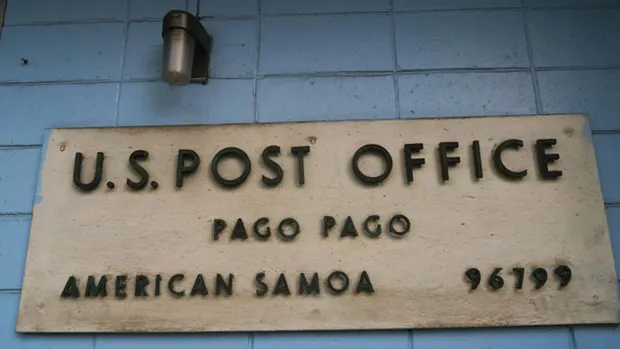 U.S. POST OFFICE
PAGO PAGO
AMERICAN SAMOA 96799